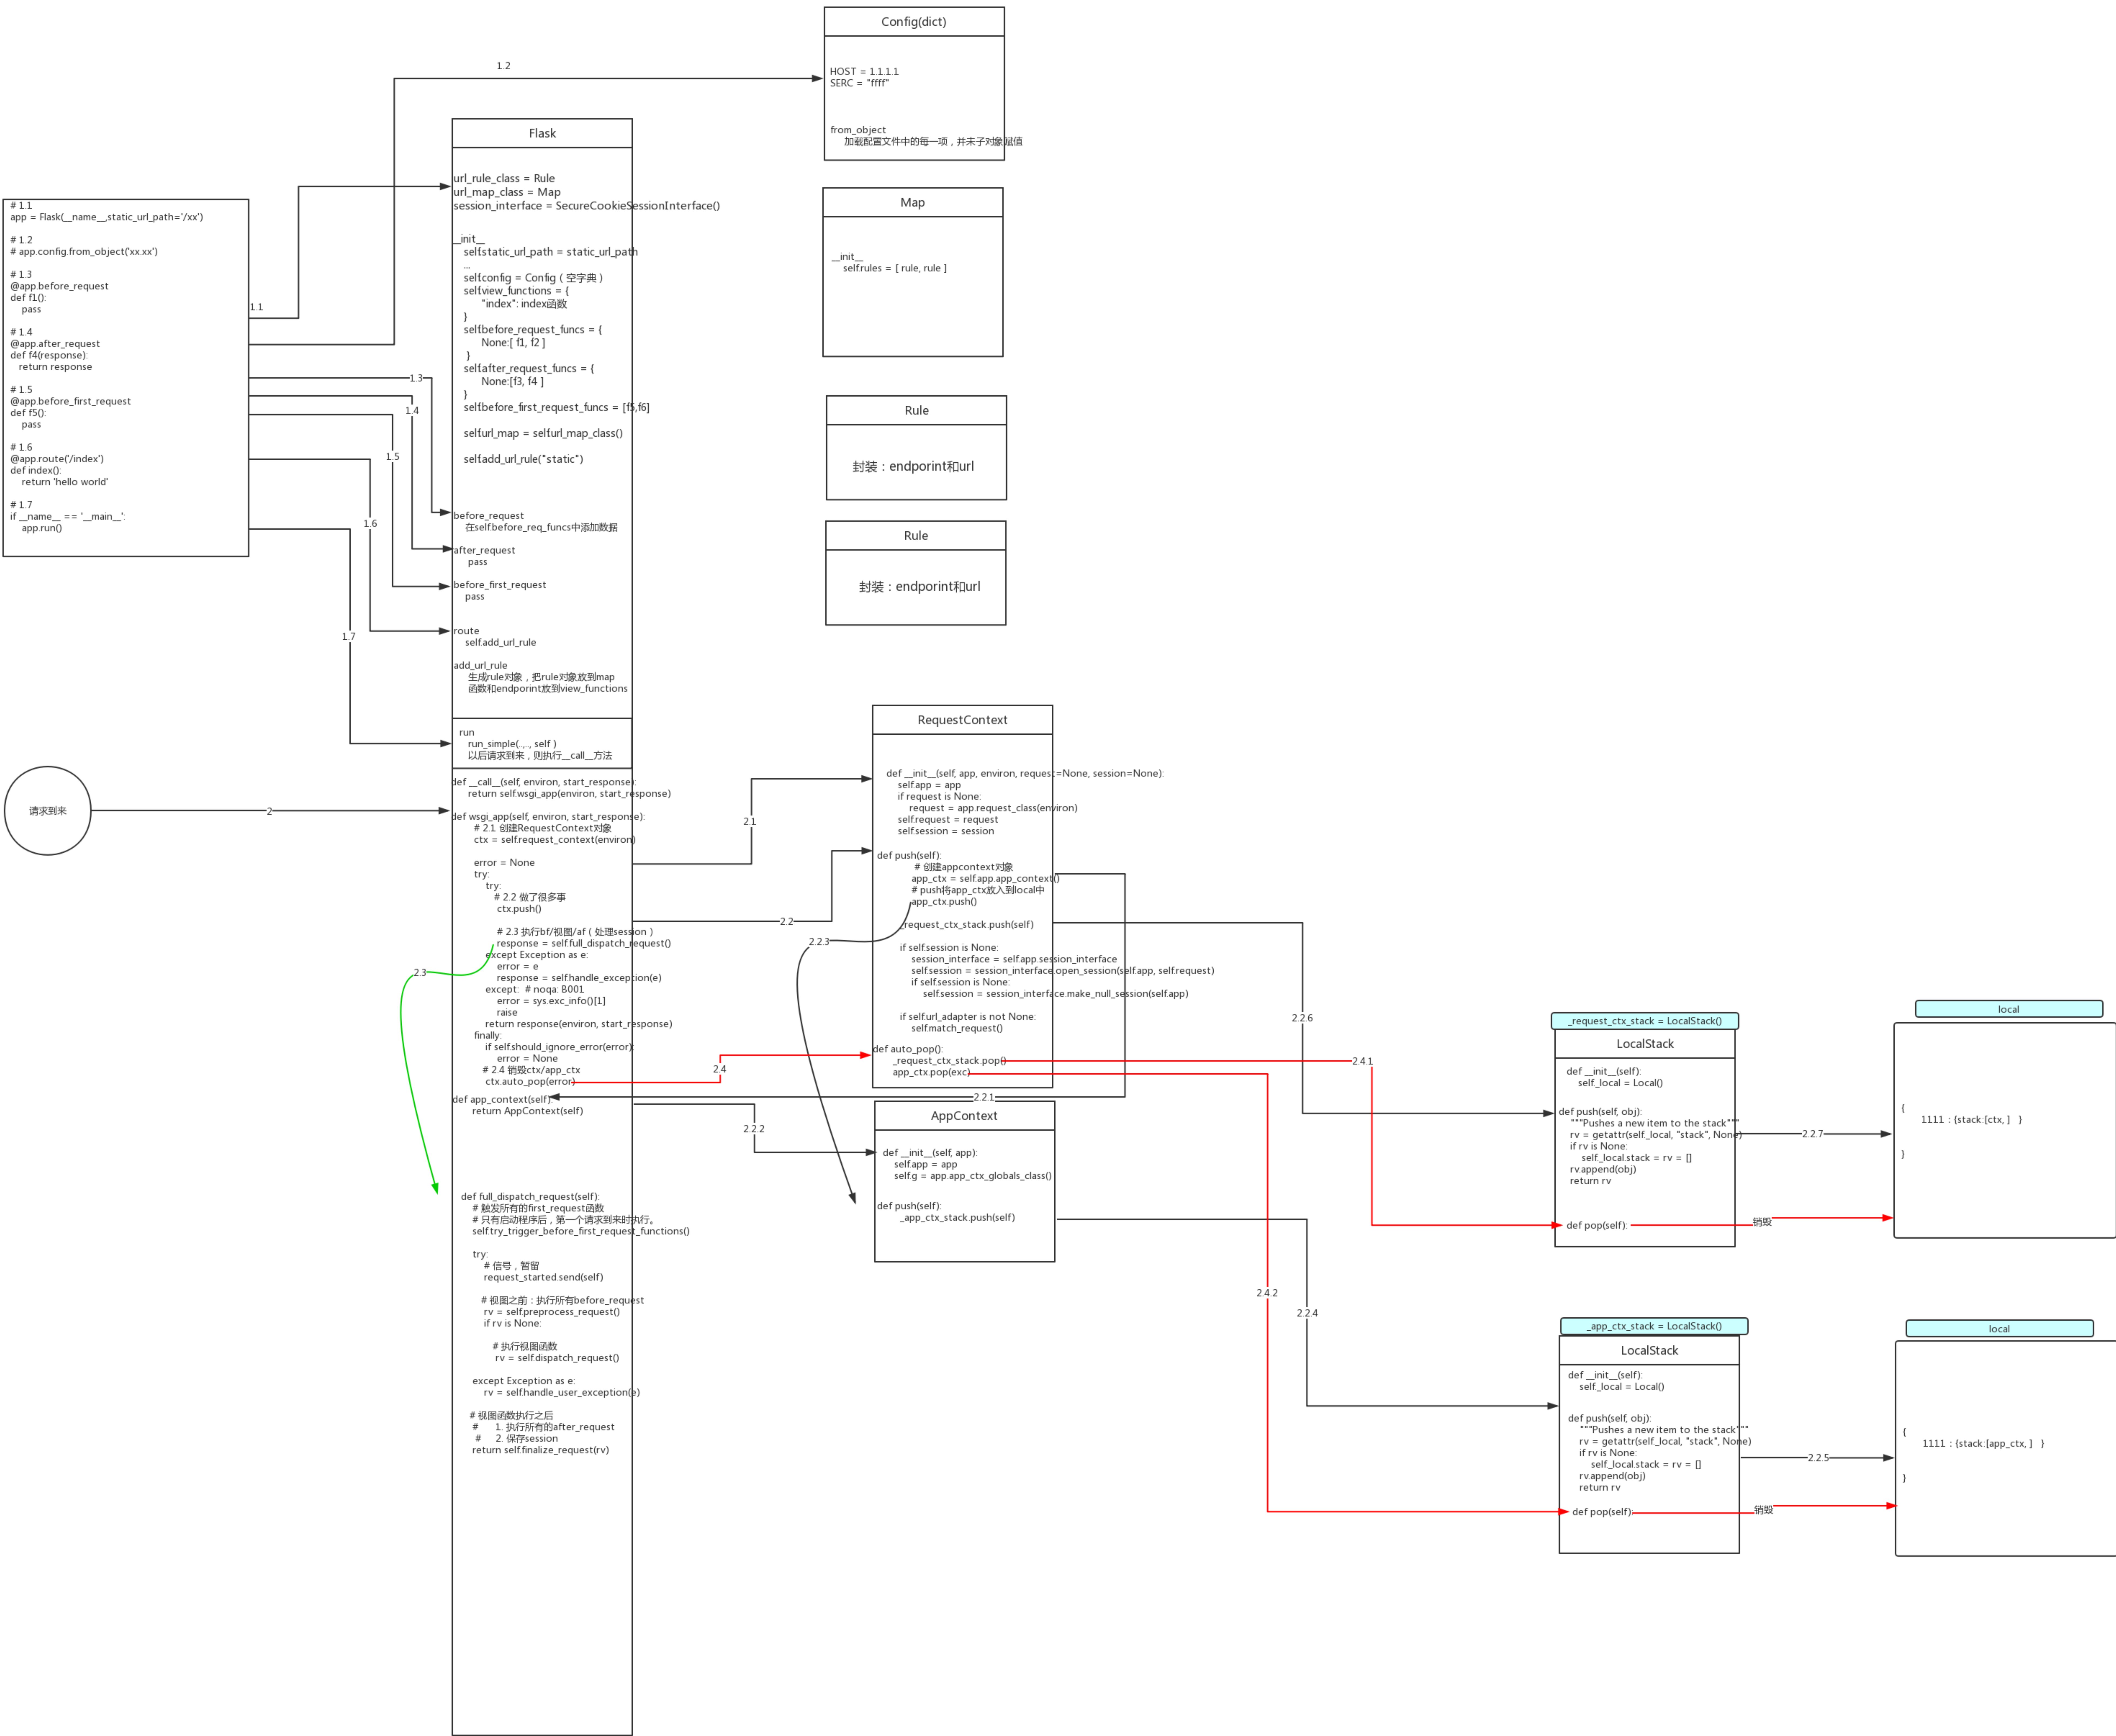 Config(dict)
HOST = 1.1.1.1
SERC = "ffff"
from_object
加载配置文件中的每一项，并未子对象赋值
1.2
Flask
url_rule_class = Rule
url_map_class = Map
session_interface = SecureCookieSessionInterface()
__init__
self.static_url_path = static_url_path
...
self.config = Config（空字典）
self.view_functions = {
"index": index函数
}
self.before_request_funcs = {
None:[ f1, f2 ]
}
self.after_request_funcs = {
None:[f3, f4 ]
}
self.before_first_request_funcs = [f5,f6]
self.url_map = self.url_map_class()
self.add_url_rule("static")
before_request
在self.before_req_funcs中添加数据
after_request
pass
before_first_request
pass
route
self.add_url_rule
add_url_rule
生成rule对象，把rule对象放到map
函数和endporint放到view_functions
run
run_simple(..,.., self )
以后请求到来，则执行__call__方法
# 1.1
app = Flask(__name__,static_url_path='/xx')
# 1.2
# app.config.from_object('xx.xx')
# 1.3
@app.before_request
def f1():
pass
# 1.4
@app.after_request
def f4(response):
return response
# 1.5
@app.before_first_request
def f5():
pass
# 1.6
@app.route('/index')
def index():
return 'hello world'
# 1.7
if __name__ == '__main__':
app.run()
1.1
1.3
1.4
1.5
1.6
1.7
Map
__init__
self.rules = [ rule, rule ]
Rule
封装：endporint和url
Rule
封装：endporint和url
请求到来
2
def __call__(self, environ, start_response):
return self.wsgi_app(environ, start_response)
def wsgi_app(self, environ, start_response):
# 2.1 创建RequestContext对象
ctx = self.request_context(environ)
error = None
try:
try:
# 2.2 做了很多事
ctx.push()
# 2.3 执行bf/视图/af（处理session）
response = self.full_dispatch_request()
except Exception as e:
error = e
response = self.handle_exception(e)
except:  # noqa: B001
error = sys.exc_info()[1]
raise
return response(environ, start_response)
finally:
if self.should_ignore_error(error):
error = None
# 2.4 销毁ctx/app_ctx
ctx.auto_pop(error)
def app_context(self)
return AppContext(self)
def full_dispatch_request(self):
# 触发所有的first_request函数
# 只有启动程序后，第一个请求到来时执行。
self.try_trigger_before_first_request_functions()
try:
# 信号，暂留
request_started.send(self)
# 视图之前：执行所有before_request
rv = self.preprocess_request()
if rv is None:
# 执行视图函数
rv = self.dispatch_request()
except Exception as e:
rv = self.handle_user_exception(e)
# 视图函数执行之后
#      1. 执行所有的after_request
#     2. 保存session
return self.finalize_request(rv)
2.1
2.2
2.3
2.4
2.2.1
2.2.2
2.2.3
RequestContext
def __init__(self, app, environ, request=None, session=None):
self.app = app
if request is None:
request = app.request_class(environ)
self.request = request
self.session = session
def push(self):
# 创建appcontext对象
app_ctx = self.app.app_context()
# push将app_ctx放入到local中
app_ctx.push()
_request_ctx_stack.push(self)
if self.session is None:
session_interface = self.app.session_interface
self.session = session_interface.open_session(self.app, self.request)
if self.session is None:
self.session = session_interface.make_null_session(self.app)
if self.url_adapter is not None:
self.match_request()
def auto_pop():
_request_ctx_stack.pop()
app_ctx.pop(exc)
AppContext
def __init__(self, app):
self.app = app
self.g = app.app_ctx_globals_class()
def push(self):
_app_ctx_stack.push(self)
2.2.6
2.4.1
2.4.2
2.2.4
_request_ctx_stack = LocalStack()
LocalStack
def __init__(self):
self._local = Local()
def push(self, obj):
"""Pushes a new item to the stack"""
rv = getattr(self._local, "stack", None)
if rv is None:
self._local.stack = rv = []
rv.append(obj)
return rv
def pop(self):
2.2.7
销毁
local
{
1111 : {stack:[ctx, ]   }
}
_app_ctx_stack = LocalStack()
LocalStack
def __init__(self):
self._local = Local()
def push(self, obj):
"""Pushes a new item to the stack"""
rv = getattr(self._local, "stack", None)
if rv is None:
self._local.stack = rv = []
rv.append(obj)
return rv
def pop(self):
2.2.5
销毁
local
{
1111 : {stack:[app_ctx, ]   }
}